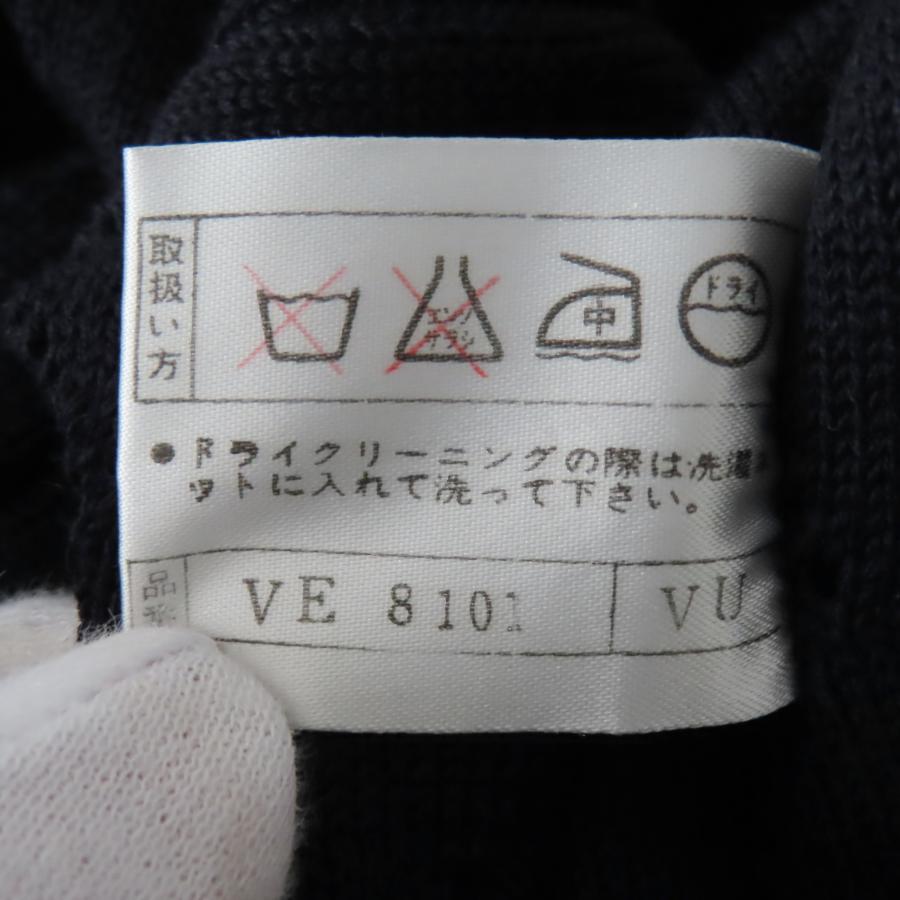 取扱い方
エンソ
サラシ
中
ドライ
● ドライクリーニングの際は洗濯
ットに入れて洗って下さい。
品番 VE 8101 VU